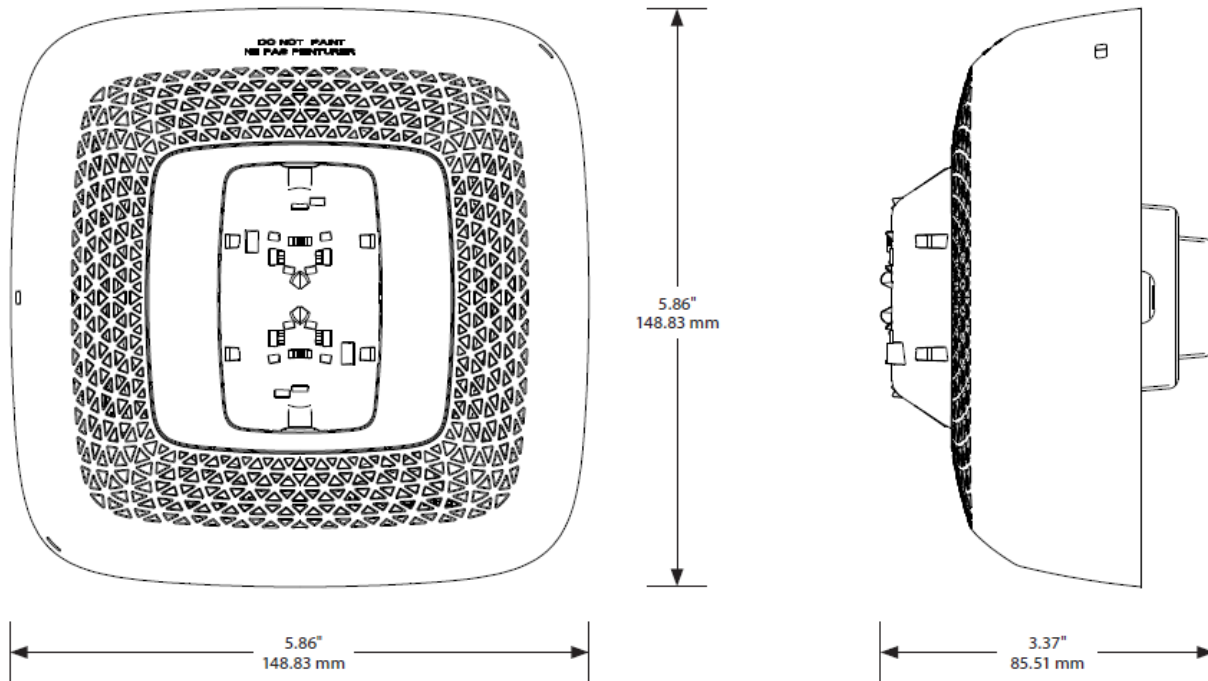 DO NOT PAINT
NE PAS PENTURER
5.86"
148.83 mm
5.86"
148.83 mm
3.37"
85.51 mm